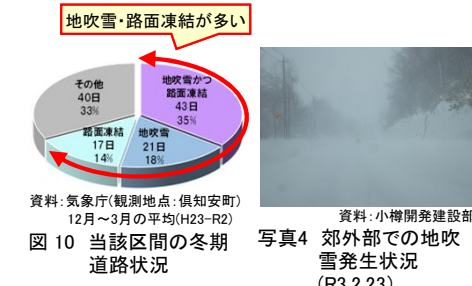 地吹雪・路面凍結が多い
その他
40日
33%
地吹雪かつ
路面凍結
43日
35%
路面凍結
17日
14%
地吹雪
21日
18%
資料:気象庁(観測地点:倶知安町)
12月~3月の平均(H23-R2)
図 10 当該区間の冬期
道路状況
資料:小樽開発建設部
写真4 郊外部での地吹
雪発生状況
(R3.2.23)